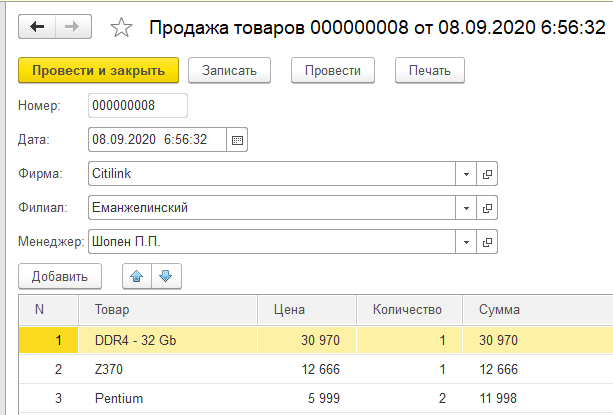 Продажа товаров 000000008 от 08.09.2020 6:56:32
Провести и закрыть Записать Провести Печать
Номер: 000000008
Дата: 08.09.2020 6:56:32
Фирма: Citilink
Филиал: Еманжелинский
Менеджер: Шопен П.П.
Добавить
N Товар Цена Количество Сумма
1 DDR4 - 32 Gb 30 970 1 30 970
2 Z370 12 666 1 12 666
3 Pentium 5 999 2 11 998